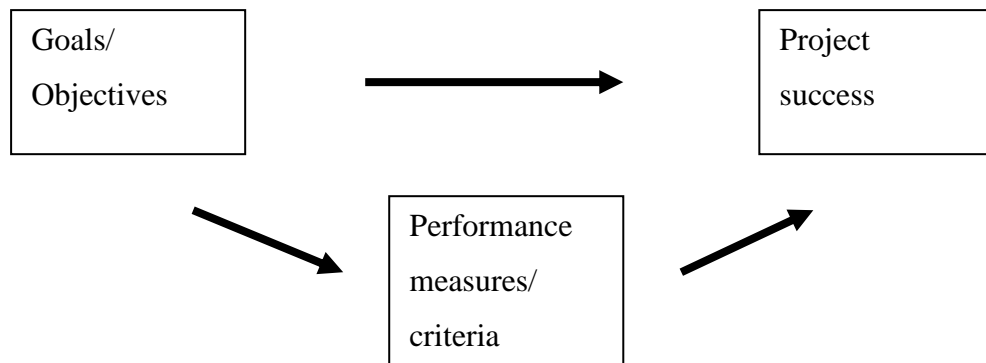 Goals/
Objectives
Project
success
Performance
measures/
criteria